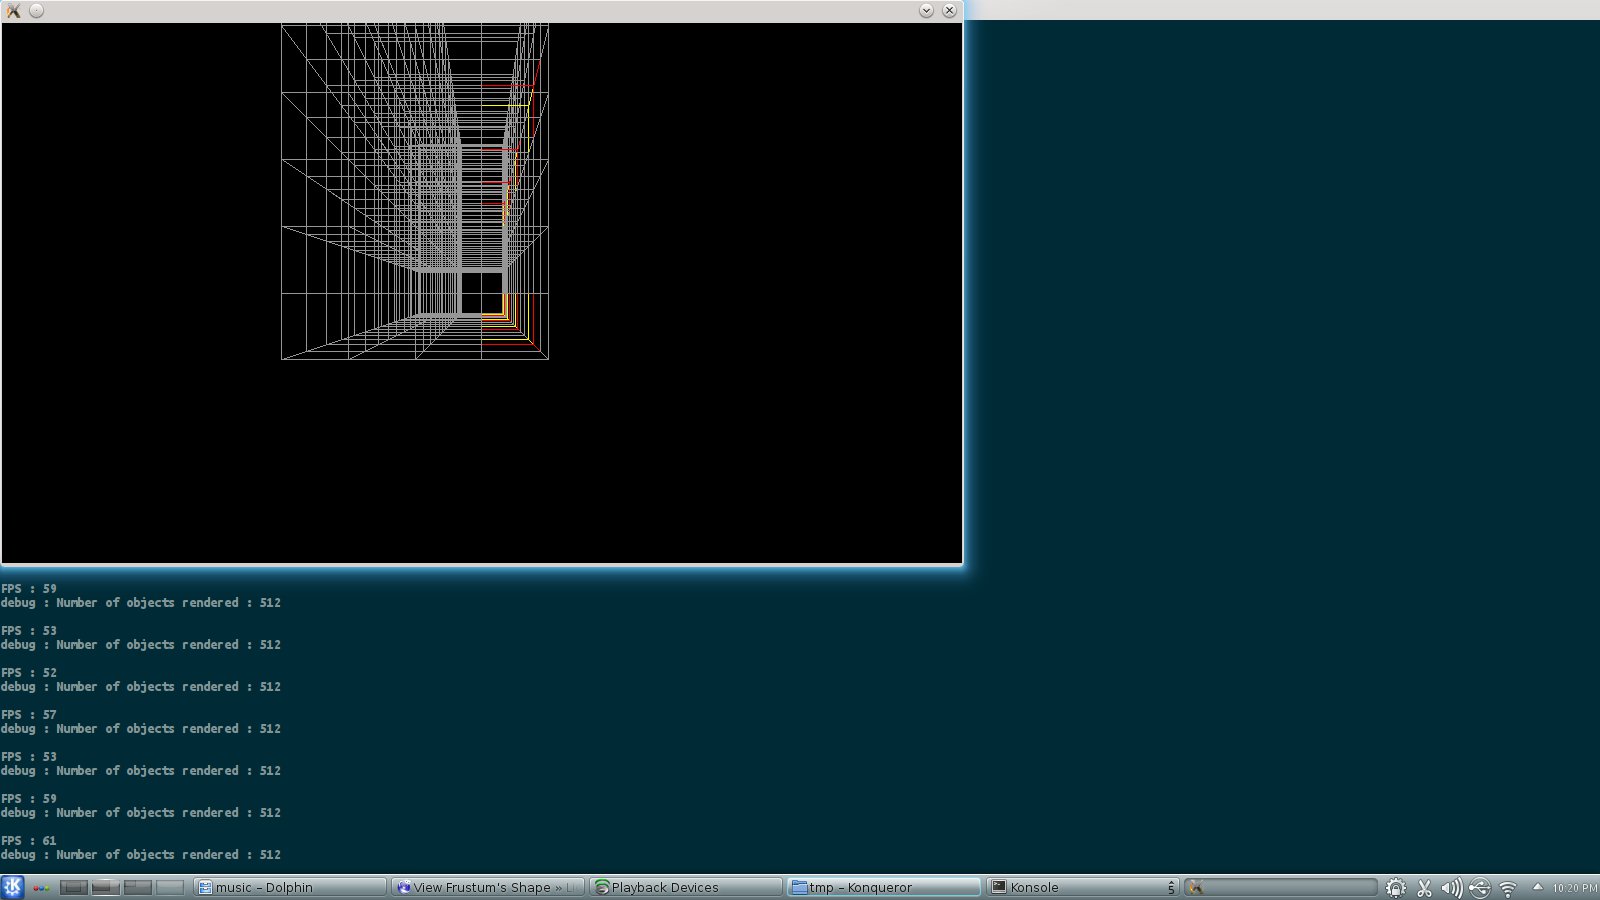 FPS : 59
debug : Number of objects rendered : 512
FPS : 53
debug : Number of objects rendered : 512
FPS : 52
debug : Number of objects rendered : 512
FPS : 57
debug : Number of objects rendered : 512
FPS : 53
debug : Number of objects rendered : 512
FPS : 59
debug : Number of objects rendered : 512
FPS : 61
debug : Number of objects rendered : 512
music – Dolphin
View Frustum's Shape »
Playback Devices
tmp – Konqueror
Konsole
5
10:20 PM